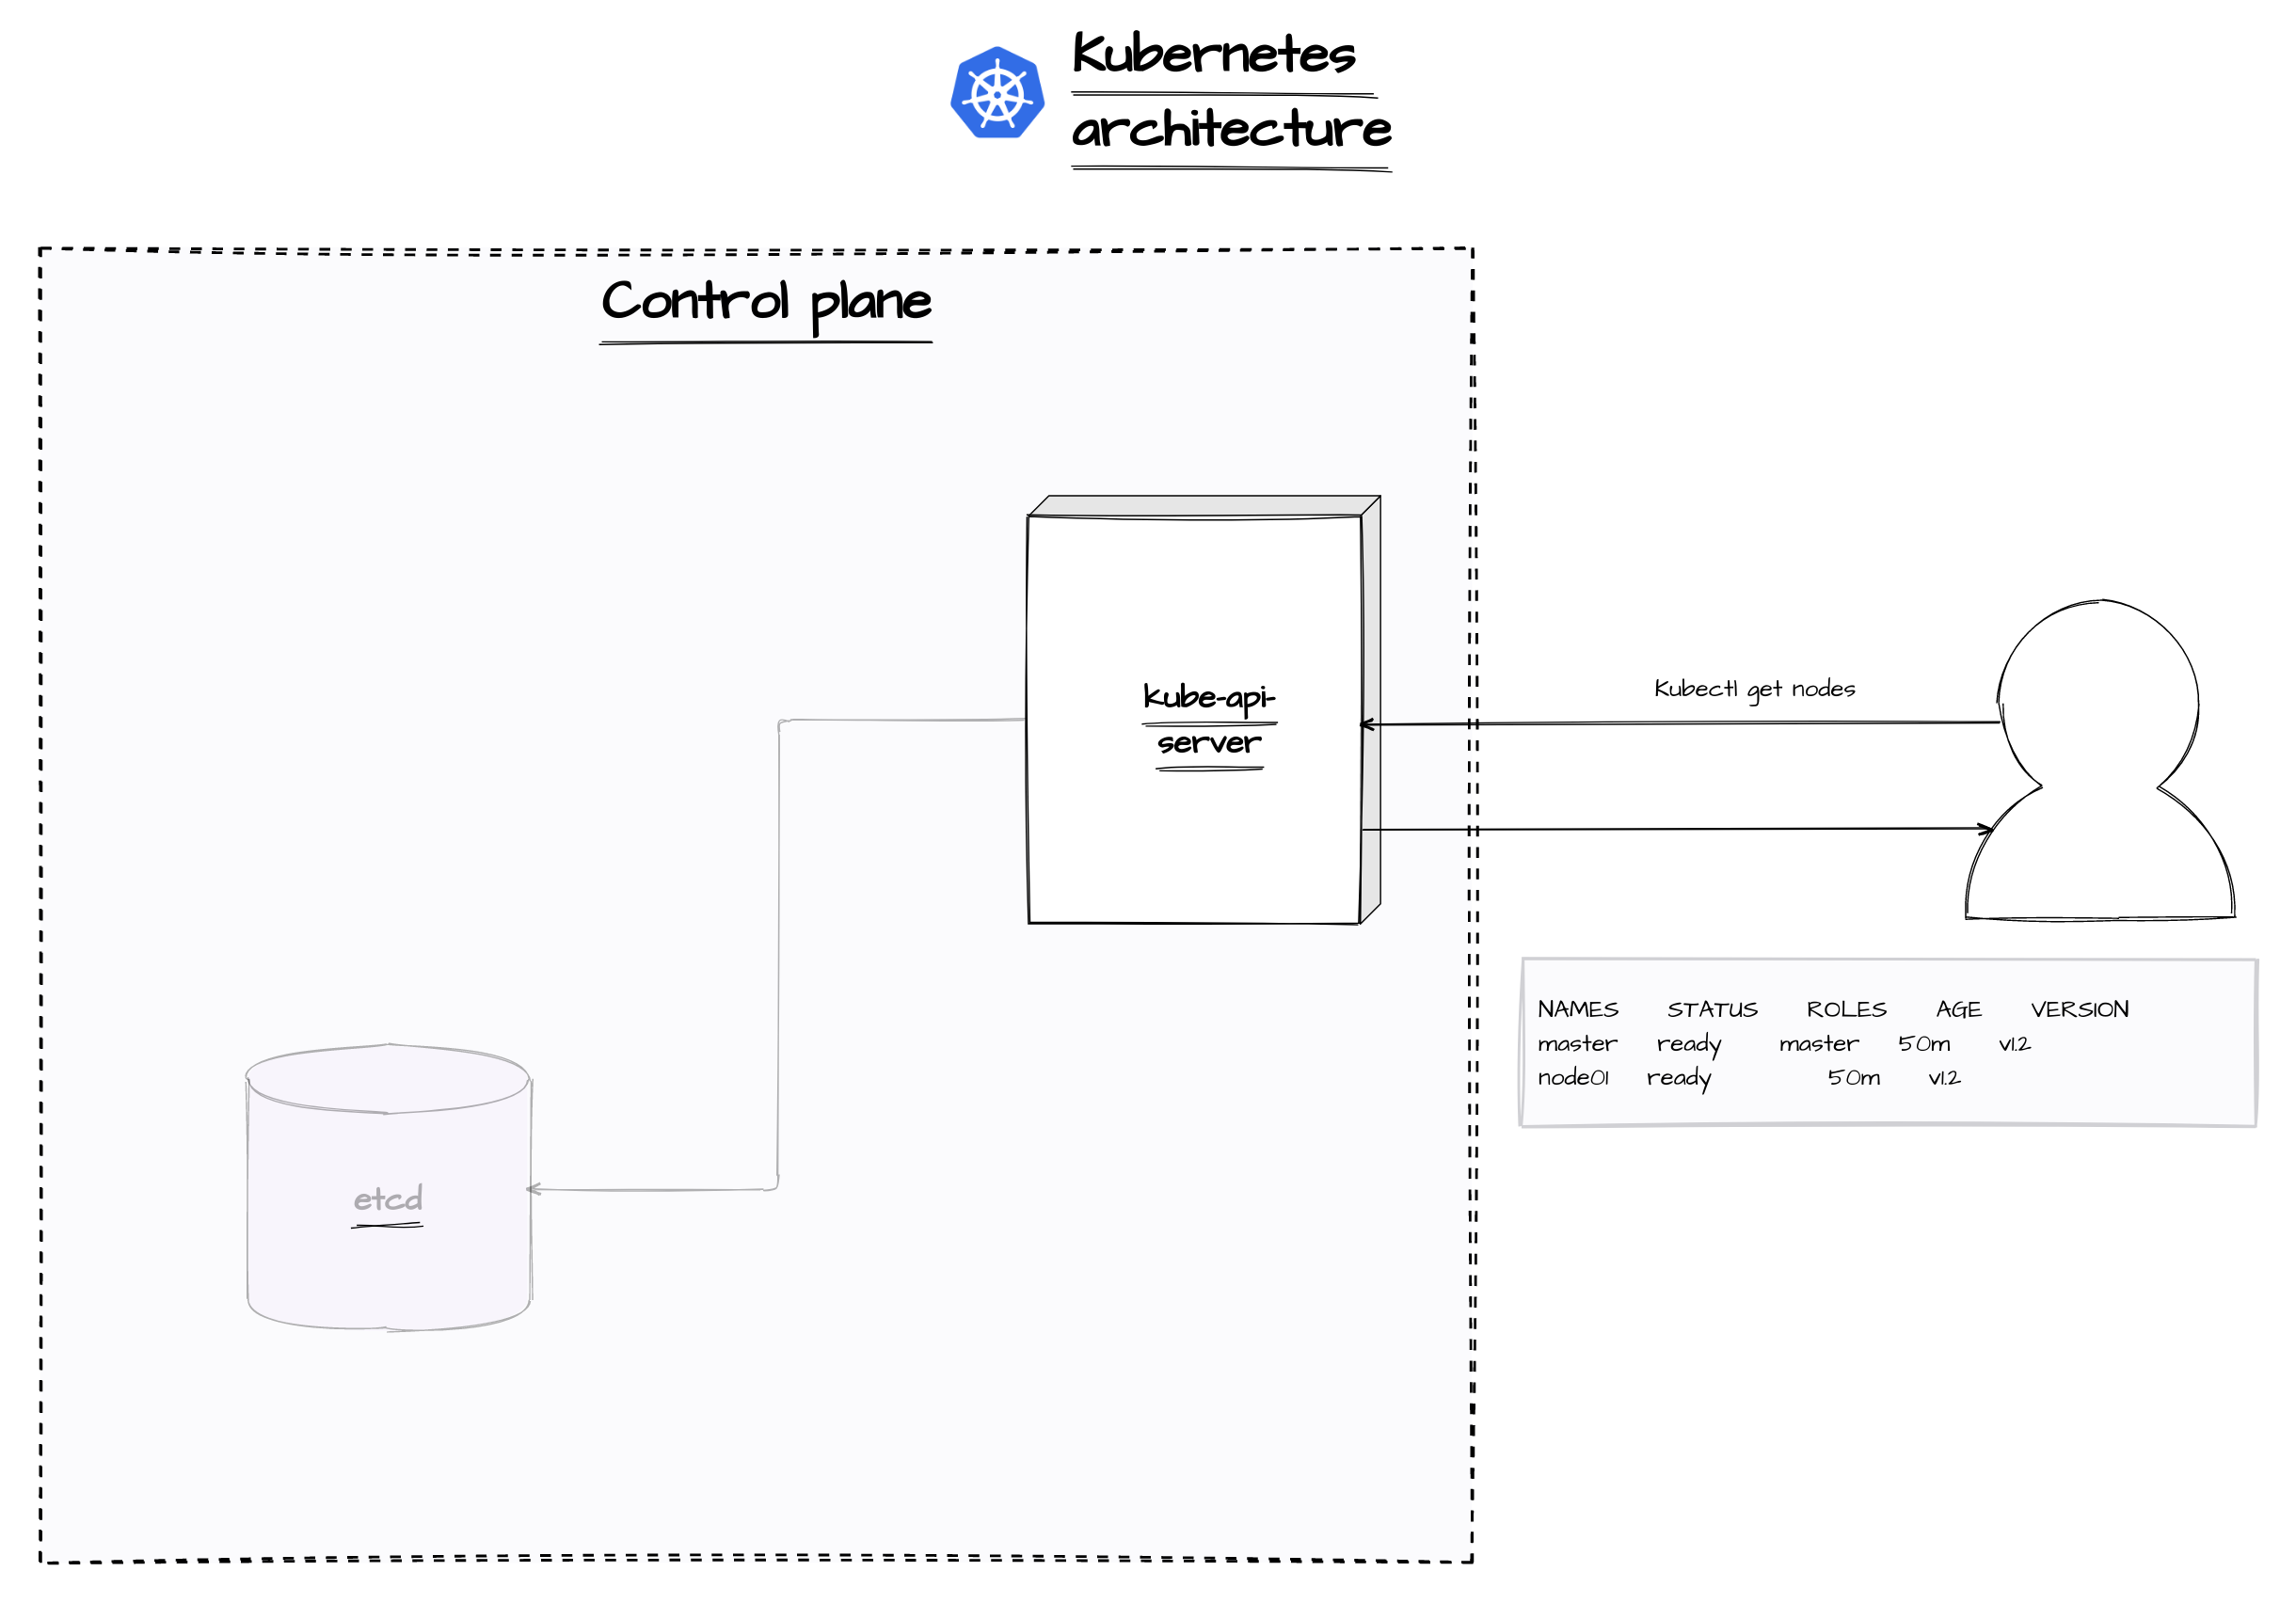 Kubernetes
architecture
Control plane
kube-api-
server
Kubectl get nodes
NAMES STATUS ROLES AGE VERSION
master ready master 50m v1.2
node01 ready 50m v1.2
etcd